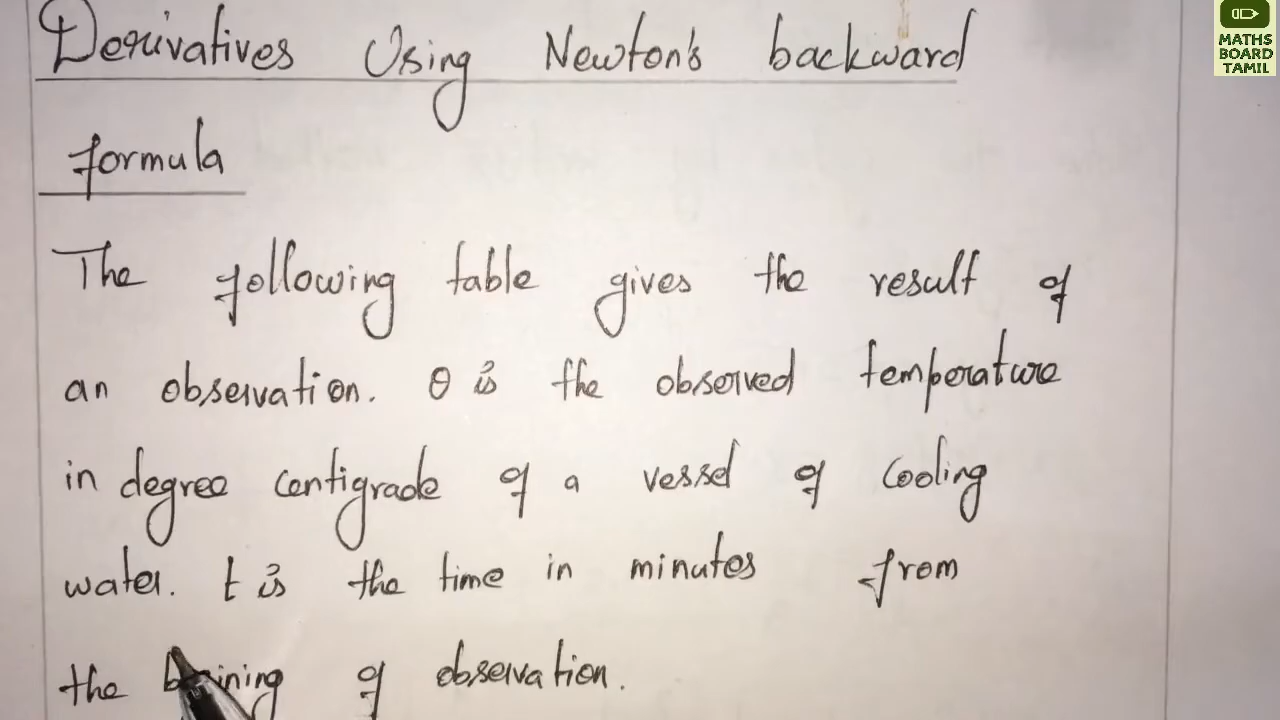 Derivatives Using Newton's backward
formula
The following table gives the result of
an observation. θ is the observed temperature
in degree centigrade of a vessel of cooling
water. t is the time in minutes from
the of observation.
MATHS
BOARD
TAMIL